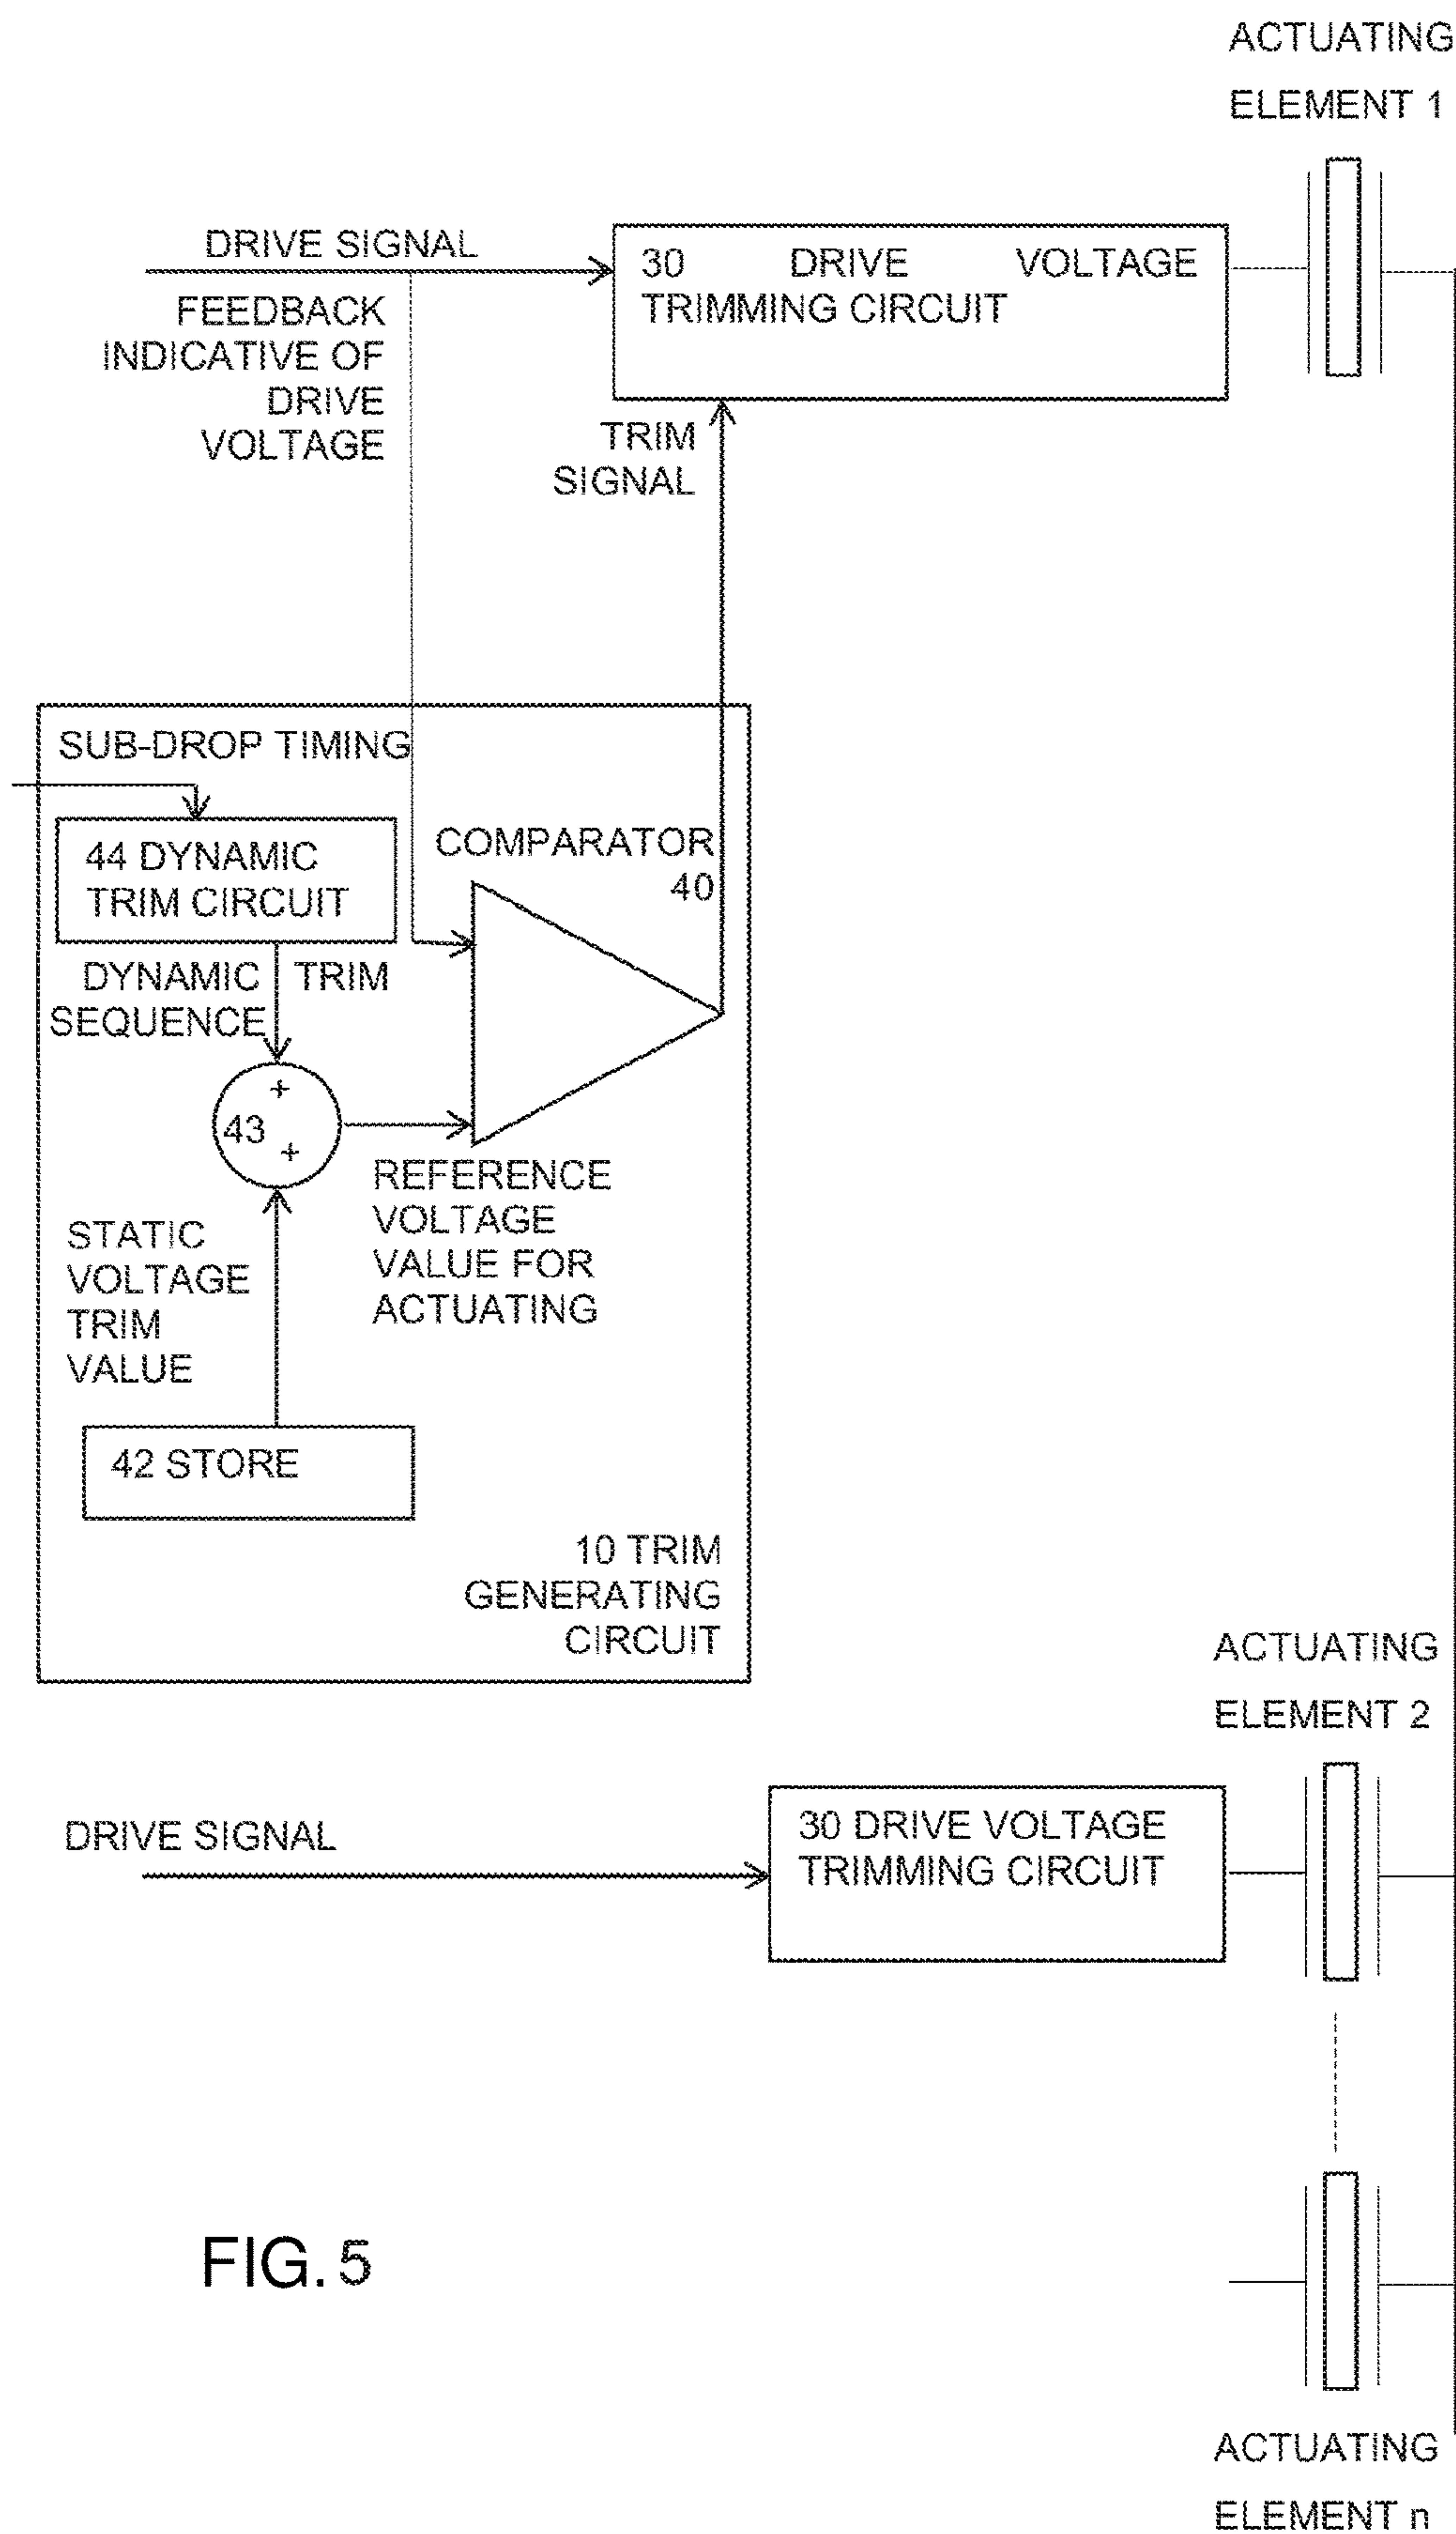 ACTUATING
ELEMENT 1
DRIVE SIGNAL
30 DRIVE VOLTAGE
TRIMMING CIRCUIT
FEEDBACK
INDICATIVE OF
DRIVE
VOLTAGE
TRIM
SIGNAL
SUB-DROP TIMING
44 DYNAMIC
TRIM CIRCUIT
COMPARATOR
40
DYNAMIC TRIM
SEQUENCE
+
43
+
REFERENCE
VOLTAGE
VALUE FOR
ACTUATING
STATIC
VOLTAGE
TRIM
VALUE
42 STORE
10 TRIM
GENERATING
CIRCUIT
ACTUATING
ELEMENT 2
DRIVE SIGNAL
30 DRIVE VOLTAGE
TRIMMING CIRCUIT
FIG. 5
ACTUATING
ELEMENT n